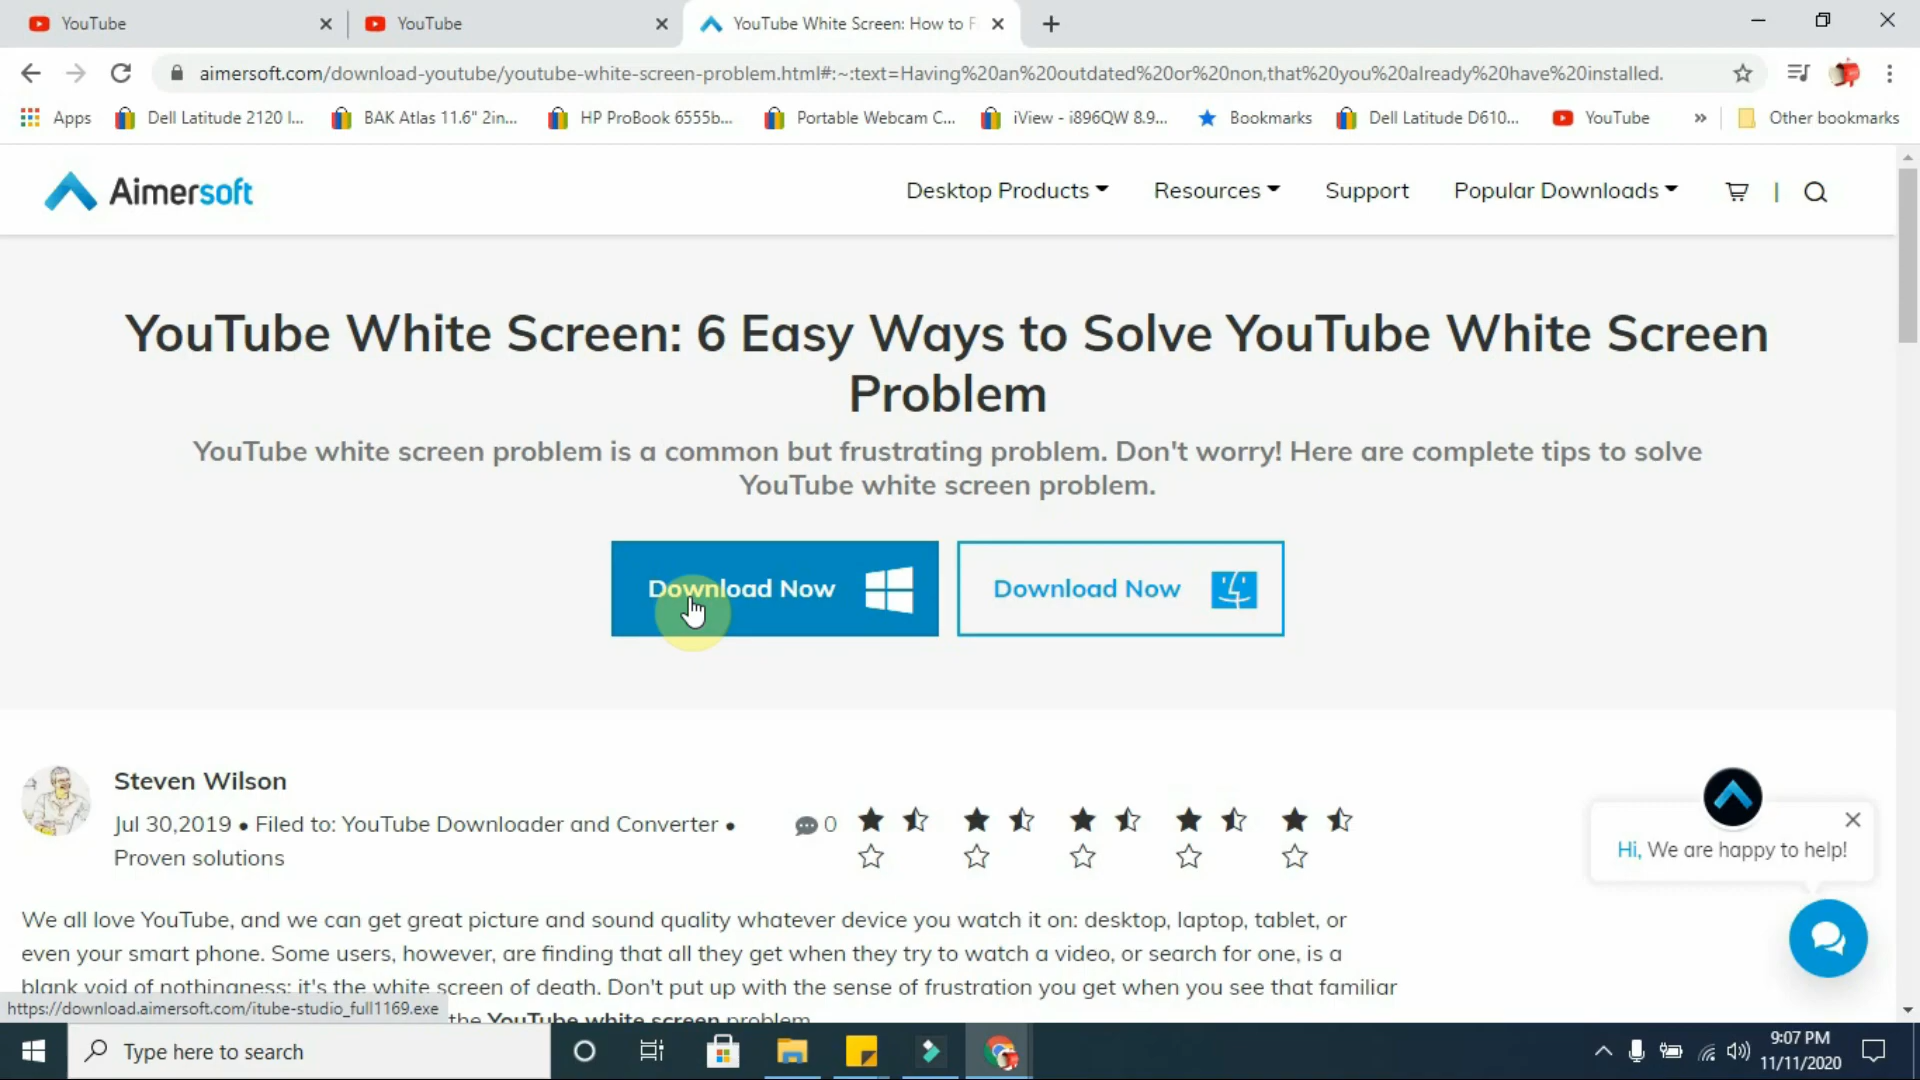 YouTube
YouTube
YouTube White Screen: How to F
aimersoft.com/download-youtube/youtube-white-screen-problem.html#:~:text=Having%20an%20outdated%20or%20non,that%20you%20already%20have%20installed.
Apps
Dell Latitude 2120 l...
BAK Atlas 11.6" 2in...
HP ProBook 6555b...
Portable Webcam C...
iView - i896QW 8.9...
Bookmarks
Dell Latitude D610...
YouTube
»
Other bookmarks
Aimersoft
Desktop Products
Resources
Support
Popular Downloads
YouTube White Screen: 6 Easy Ways to Solve YouTube White Screen
Problem
YouTube white screen problem is a common but frustrating problem. Don't worry! Here are complete tips to solve
YouTube white screen problem.
Download Now
Download Now
Steven Wilson
Jul 30,2019 • Filed to: YouTube Downloader and Converter •
Proven solutions
0
Hi, We are happy to help!
We all love YouTube, and we can get great picture and sound quality whatever device you watch it on: desktop, laptop, tablet, or
even your smart phone. Some users, however, are finding that all they get when they try to watch a video, or search for one, is a
blank void of nothingness; it's the white screen of death. Don't put up with the sense of frustration you get when you see that familiar
the YouTube white screen problem
https://download.aimersoft.com/itube-studio_full1169.exe
Type here to search
9:07 PM
11/11/2020